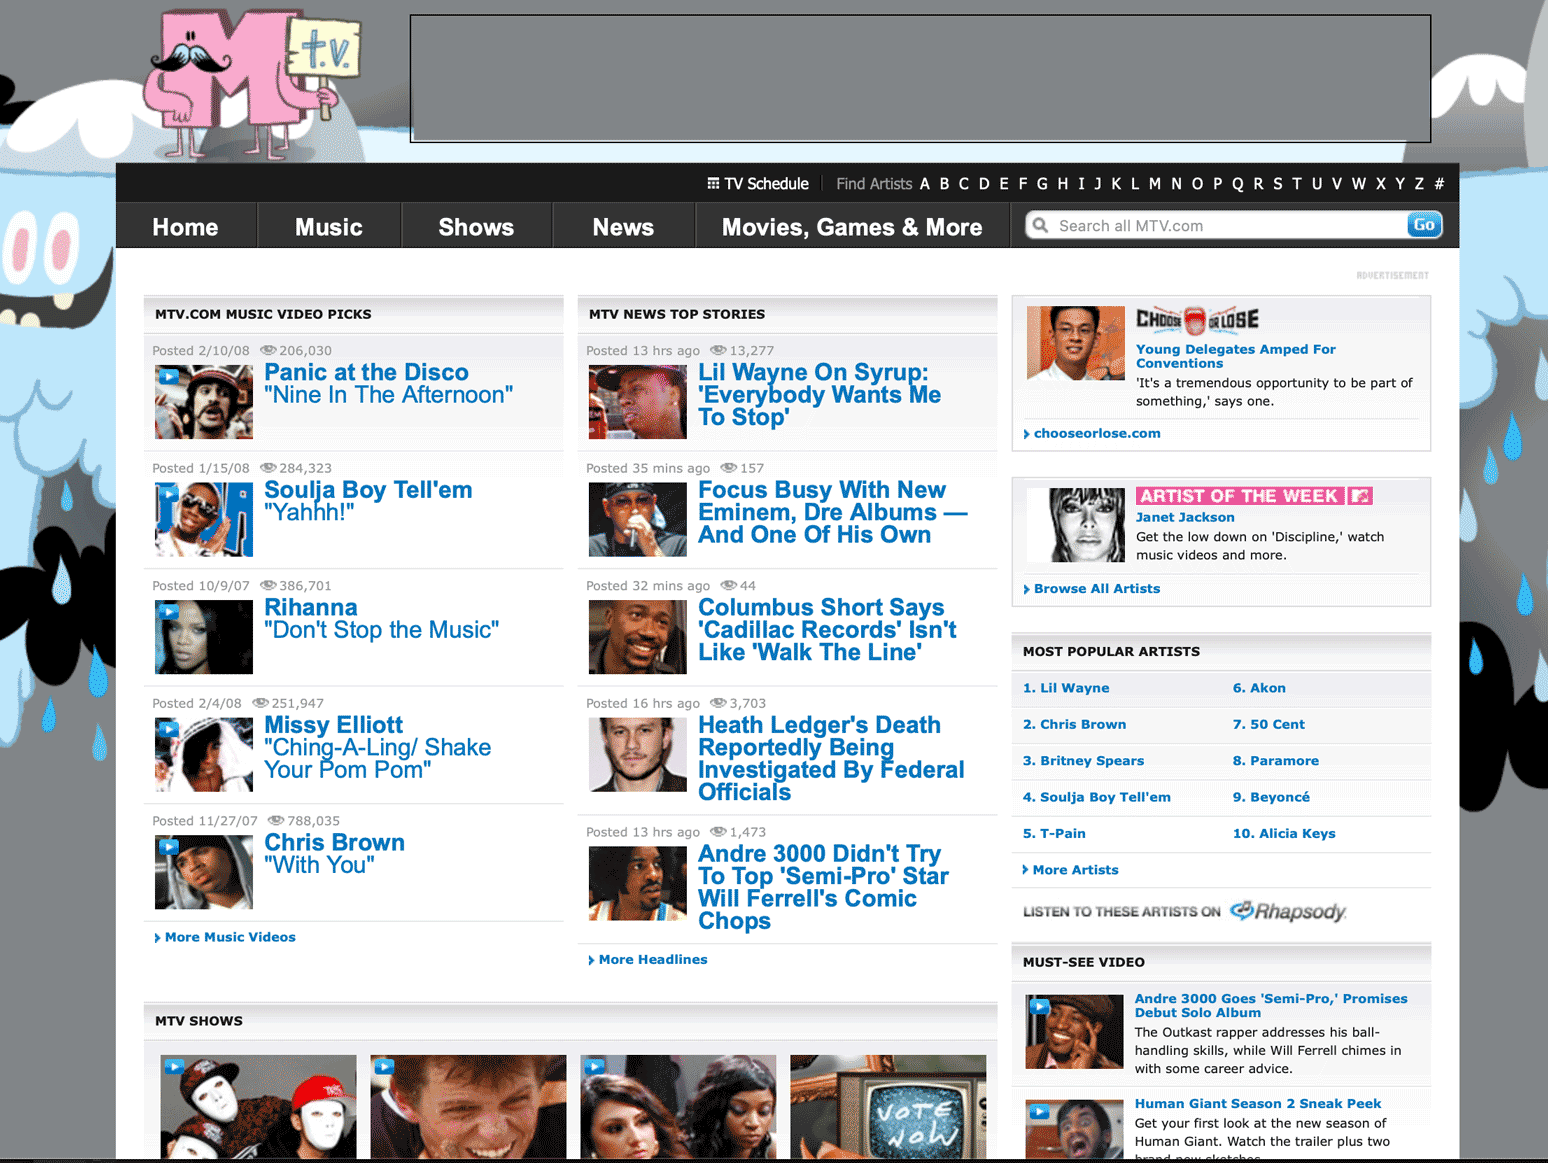 t.v.
TV Schedule
Find Artists A B C D E F G H I J K L M N O P Q R S T U V W X Y Z #
Home
Music
Shows
News
Movies, Games & More
Search all MTV.com
Go
ADVERTISEMENT
MTV.COM MUSIC VIDEO PICKS
Posted 2/10/08 206,030
Panic at the Disco
"Nine In The Afternoon"
Posted 1/15/08 284,323
Soulja Boy Tell'em
"Yahhh!"
Posted 10/9/07 386,701
Rihanna
"Don't Stop the Music"
Posted 2/4/08 251,947
Missy Elliott
"Ching-A-Ling/ Shake
Your Pom Pom"
Posted 11/27/07 788,035
Chris Brown
"With You"
More Music Videos
MTV NEWS TOP STORIES
Posted 13 hrs ago 13,277
Lil Wayne On Syrup:
'Everybody Wants Me
To Stop'
Posted 35 mins ago 157
Focus Busy With New
Eminem, Dre Albums —
And One Of His Own
Posted 32 mins ago 44
Columbus Short Says
'Cadillac Records' Isn't
Like 'Walk The Line'
Posted 16 hrs ago 3,703
Heath Ledger's Death
Reportedly Being
Investigated By Federal
Officials
Posted 13 hrs ago 1,473
Andre 3000 Didn't Try
To Top 'Semi-Pro' Star
Will Ferrell's Comic
Chops
More Headlines
MTV SHOWS
VOTE
NOW
CHOOSE OR LOSE
Young Delegates Amped For
Conventions
'It's a tremendous opportunity to be part of
something,' says one.
chooseorlose.com
ARTIST OF THE WEEK
Janet Jackson
Get the low down on 'Discipline,' watch
music videos and more.
Browse All Artists
MOST POPULAR ARTISTS
1. Lil Wayne
2. Chris Brown
3. Britney Spears
4. Soulja Boy Tell'em
5. T-Pain
6. Akon
7. 50 Cent
8. Paramore
9. Beyoncé
10. Alicia Keys
More Artists
LISTEN TO THESE ARTISTS ON Rhapsody
MUST-SEE VIDEO
Andre 3000 Goes 'Semi-Pro,' Promises
Debut Solo Album
The Outkast rapper addresses his ball-
handling skills, while Will Ferrell chimes in
with some career advice.
Human Giant Season 2 Sneak Peek
Get your first look at the new season of
Human Giant. Watch the trailer plus two
brand new sketches.